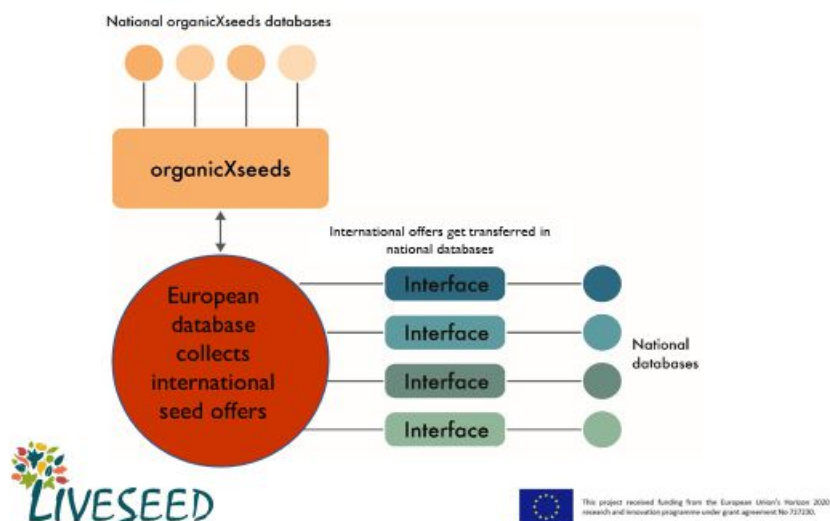 National organicXseeds databases
organicXseeds
International offers get transferred in
national databases
European
database
collects
international
seed offers
Interface
Interface
Interface
Interface
National
databases
LIVESEED
This project received funding from the European Union's Horizon 2020
research and innovation programme under grant agreement No 727230.